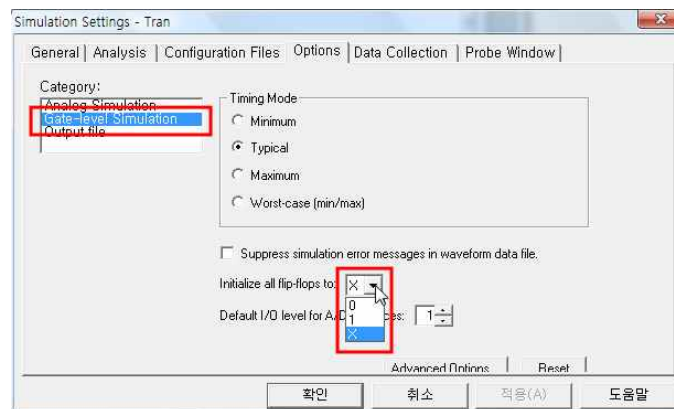 Simulation Settings - Tran
General Analysis Configuration Files Options Data Collection Probe Window
Category:
Analog Simulation
Gate-level Simulation
Output file
Timing Mode
Minimum
Typical
Maximum
Worst-case (min/max)
Suppress simulation error messages in waveform data file.
Initialize all flip-flops to: X
0
1
X
Default I/O level for A/D ces: 1
Advanced Options Reset
확인 취소 적용(A) 도움말